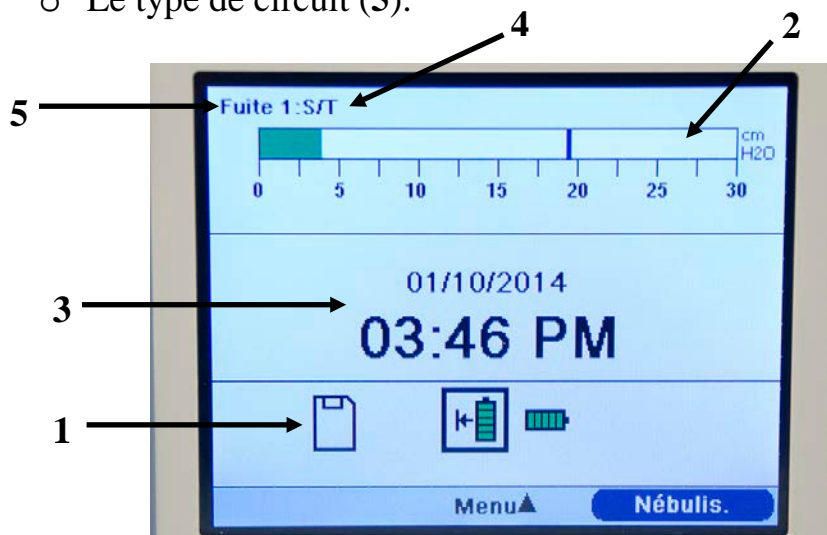 o Le type de circuit (5).
4
2
5
Fuite 1:S/T
cm
H2O
0 5 10 15 20 25 30
01/10/2014
3
03:46 PM
1
Menu▲ Nébulis.